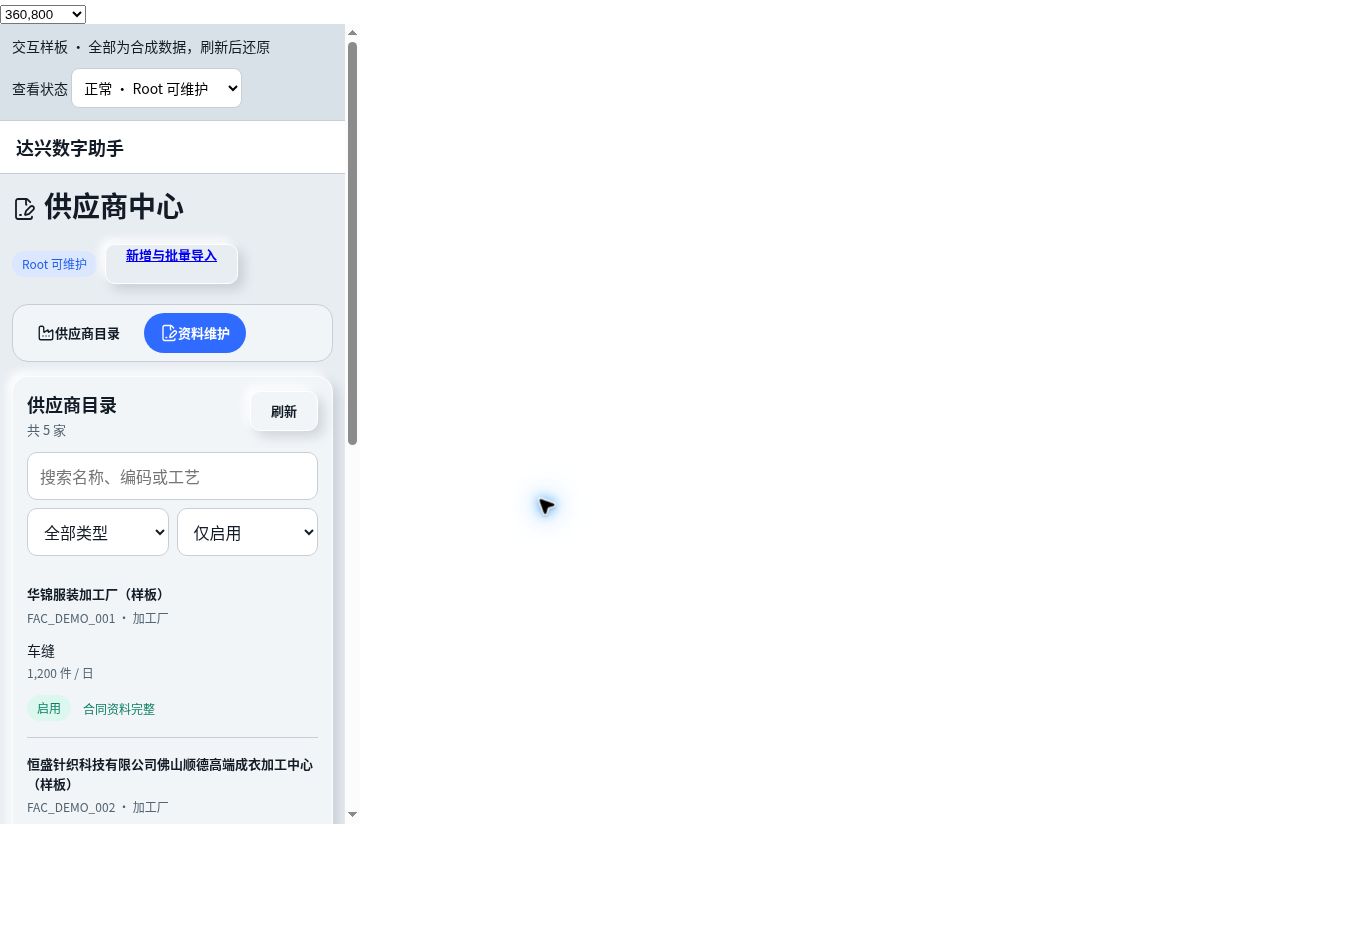 360,800
交互样板 · 全部为合成数据，刷新后还原
查看状态 正常 · Root 可维护
达兴数字助手
供应商中心
Root 可维护 新增与批量导入
供应商目录 资料维护
供应商目录 刷新
共 5 家
搜索名称、编码或工艺
全部类型 仅启用
华锦服装加工厂（样板）
FAC_DEMO_001 · 加工厂
车缝
1,200 件 / 日
启用 合同资料完整
恒盛针织科技有限公司佛山顺德高端成衣加工中心
（样板）
FAC_DEMO_002 · 加工厂